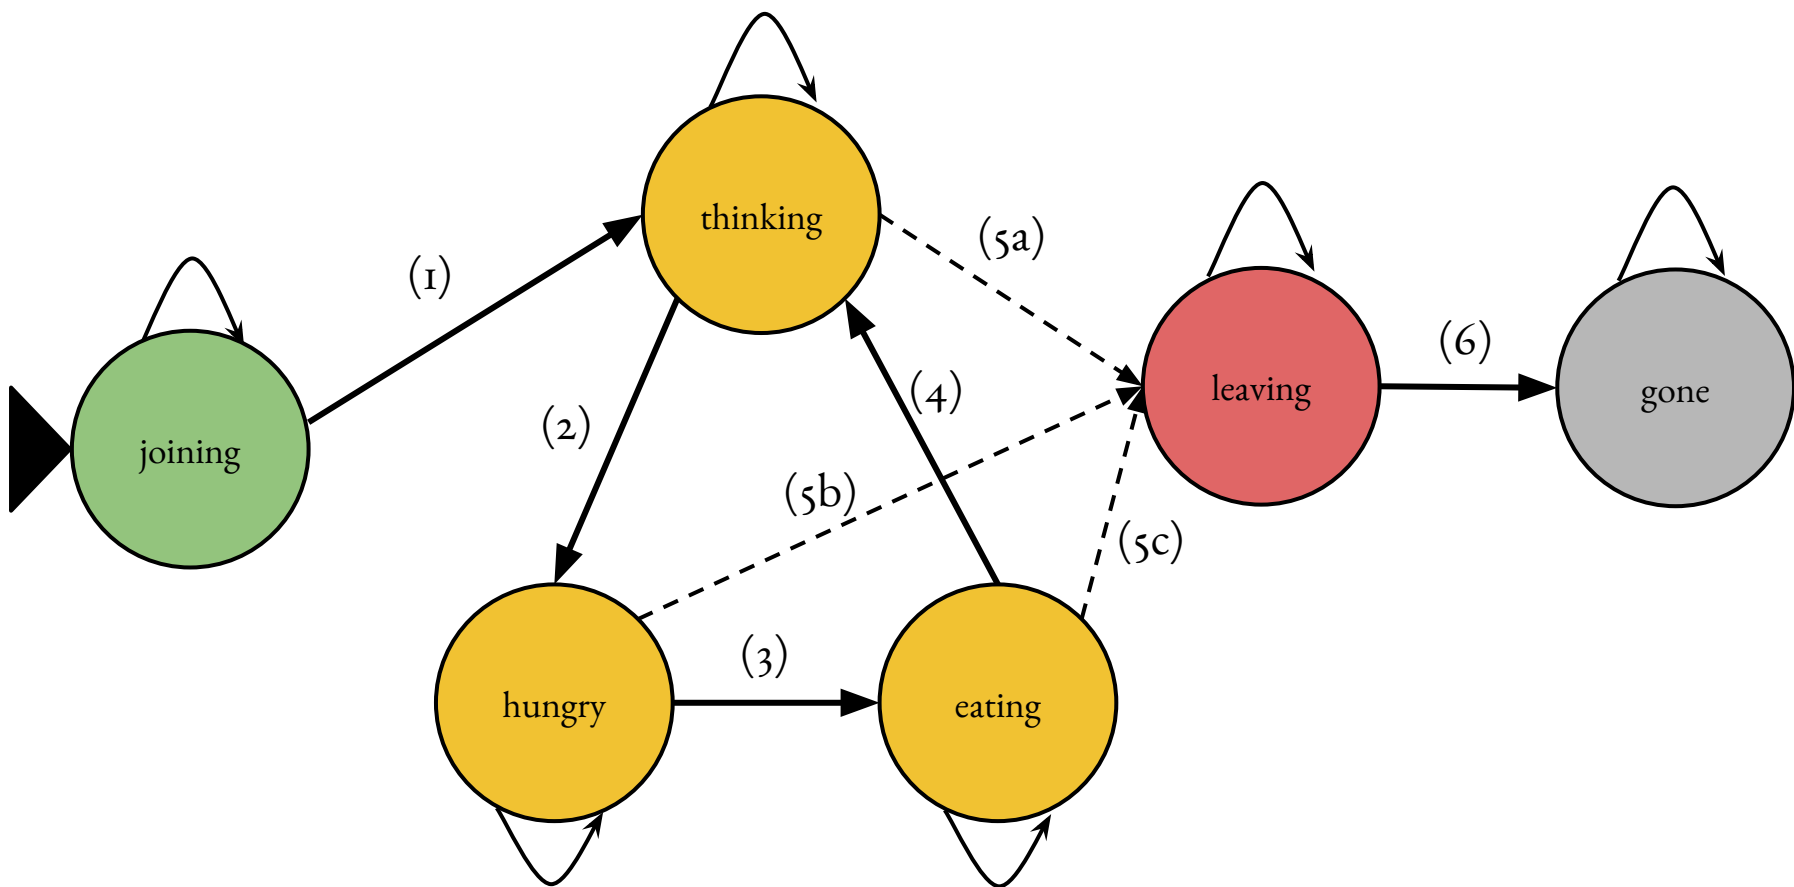 thinking
(5a)
(1)
(6)
leaving
gone
(4)
(2)
joining
(5b)
(5c)
(3)
hungry
eating